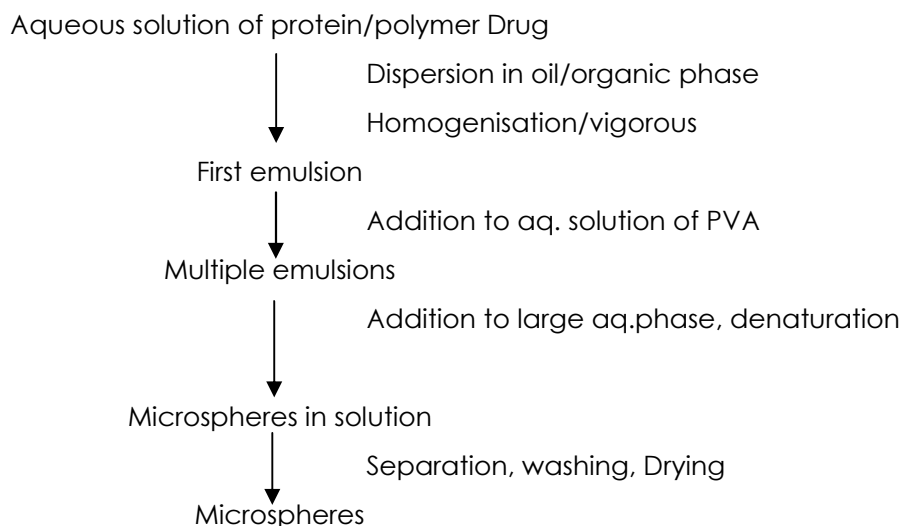 Aqueous solution of protein/polymer Drug
Dispersion in oil/organic phase
Homogenisation/vigorous
First emulsion
Addition to aq. solution of PVA
Multiple emulsions
Addition to large aq.phase, denaturation
Microspheres in solution
Separation, washing, Drying
Microspheres